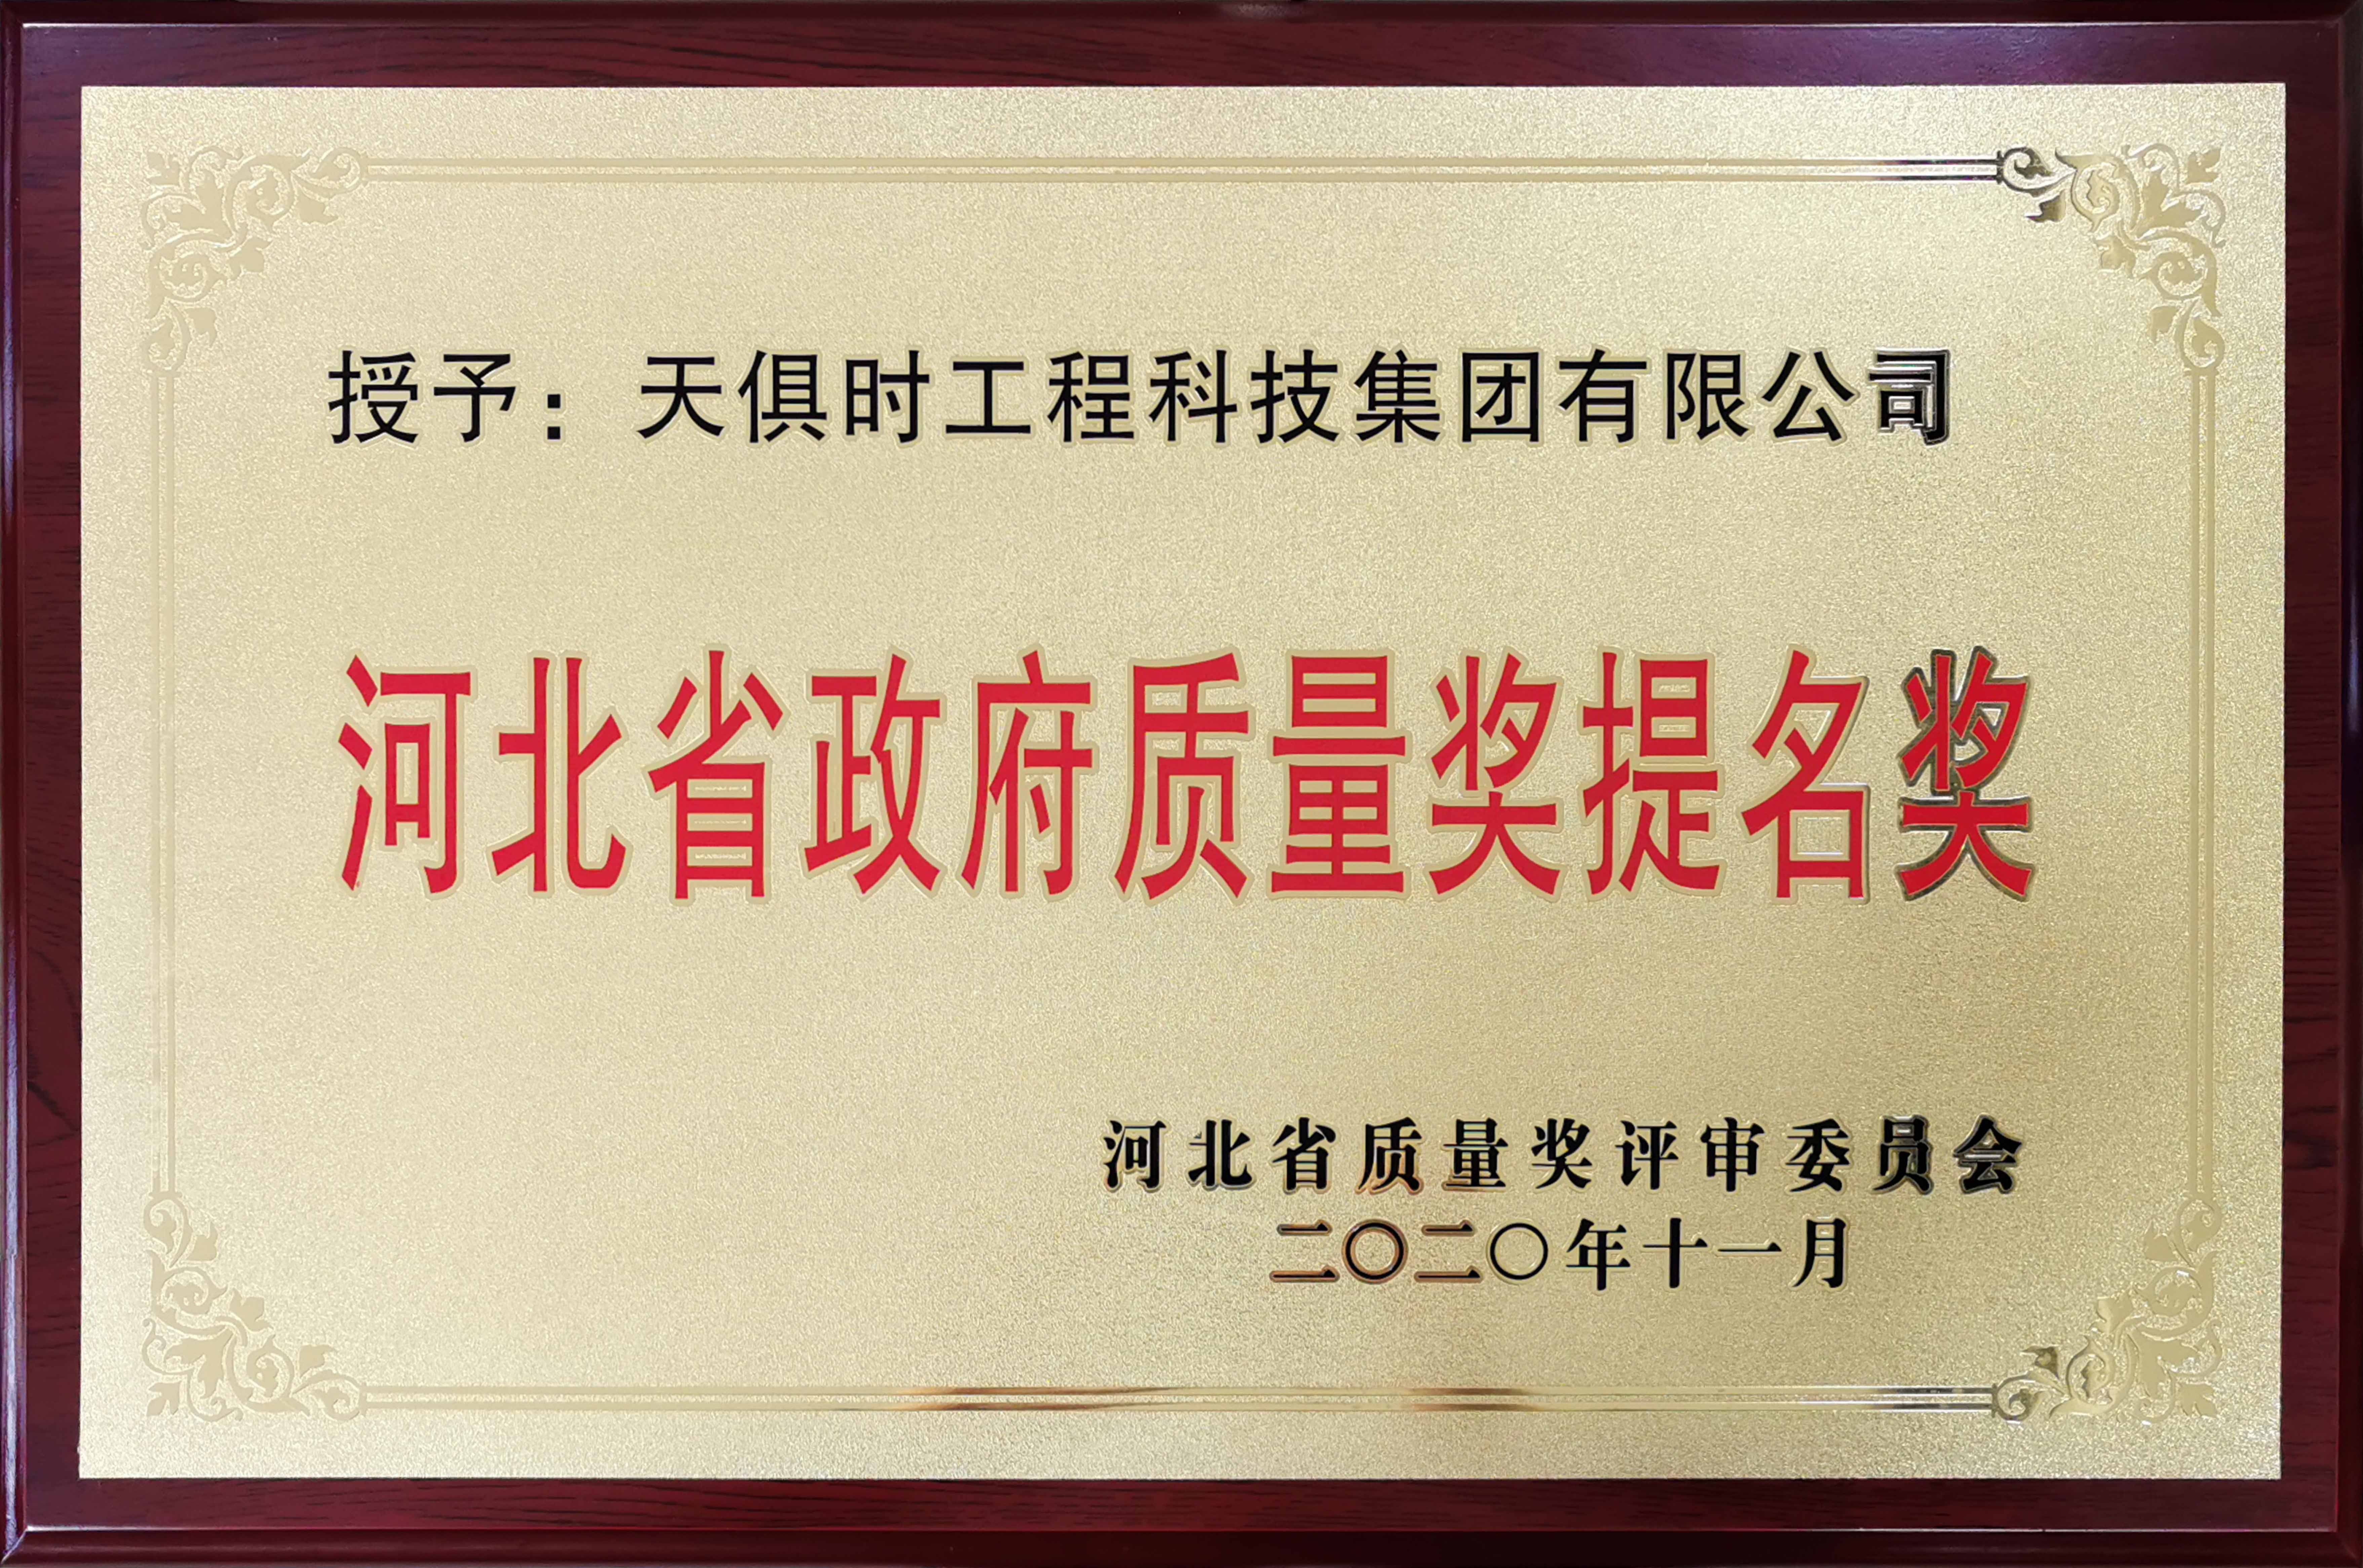 授予：天俱时工程科技集团有限公司
河北省政府质量奖提名奖
河北省质量奖评审委员会
二〇二〇年十一月